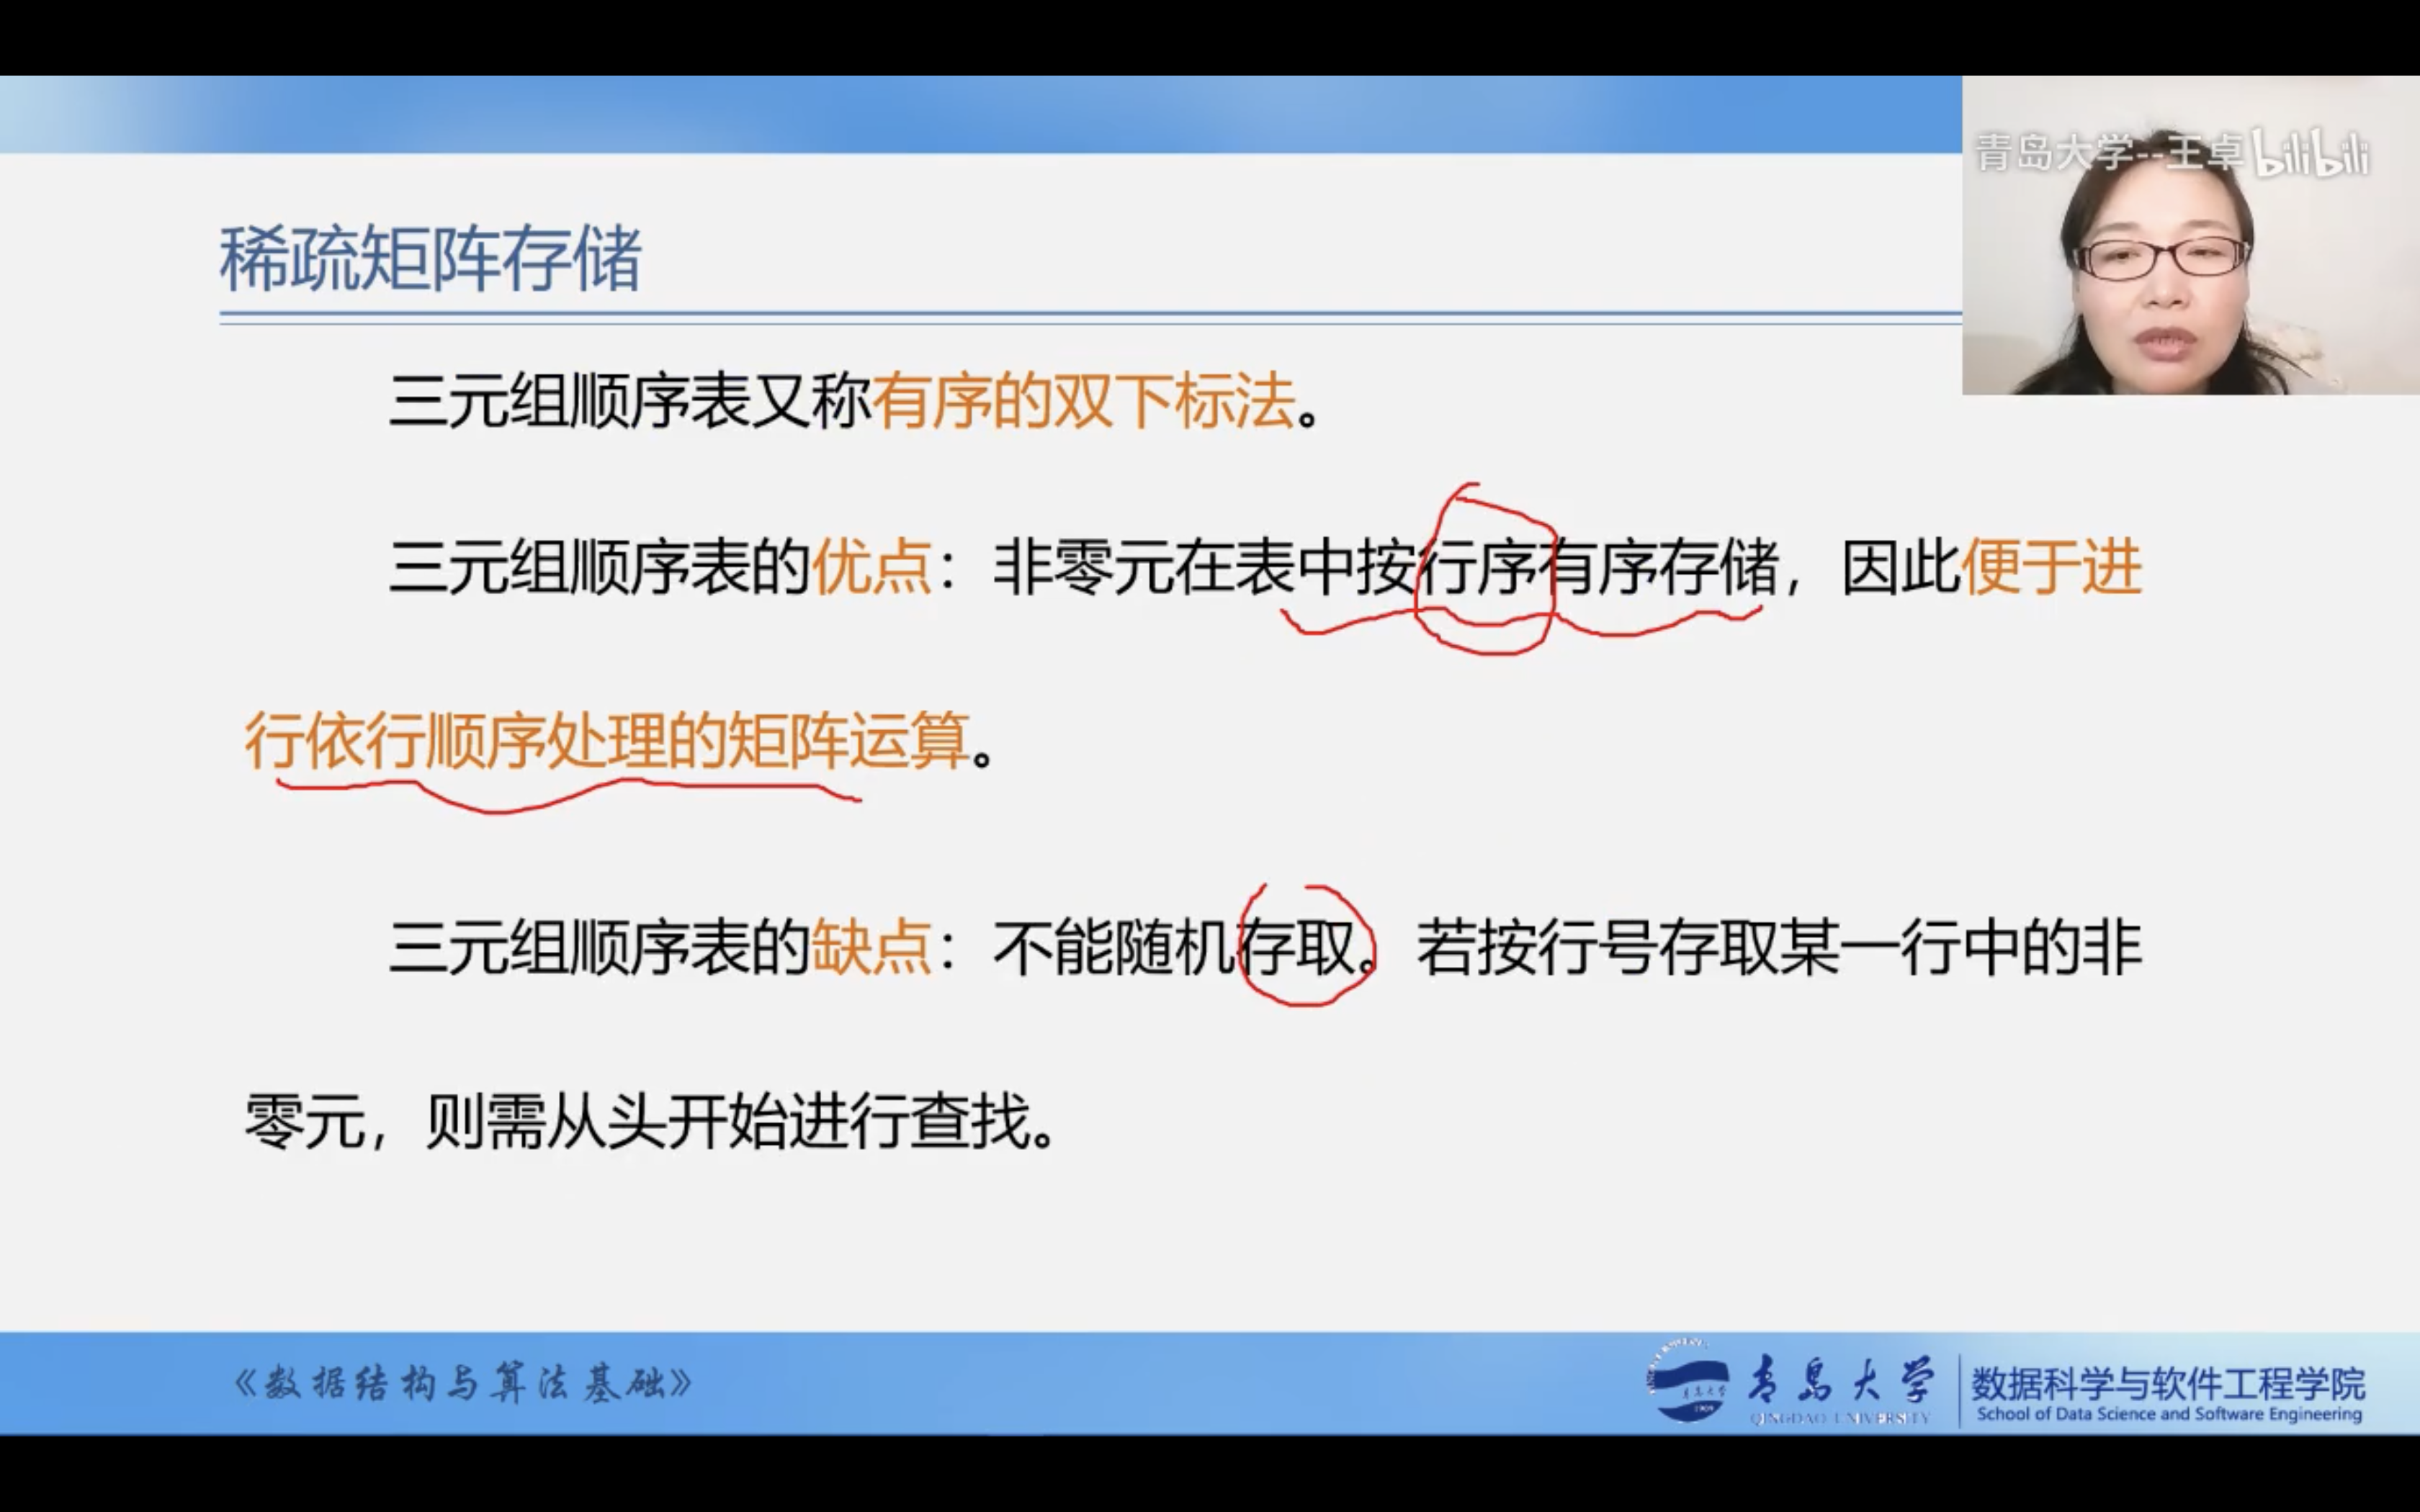 青岛大学--王卓 bilibili
稀疏矩阵存储
三元组顺序表又称有序的双下标法。
三元组顺序表的优点：非零元在表中按行序有序存储，因此便于进
行依行顺序处理的矩阵运算。
三元组顺序表的缺点：不能随机存取。若按行号存取某一行中的非
零元，则需从头开始进行查找。
《数据结构与算法基础》
青岛大学
QINGDAO UNIVERSITY
数据科学与软件工程学院
School of Data Science and Software Engineering